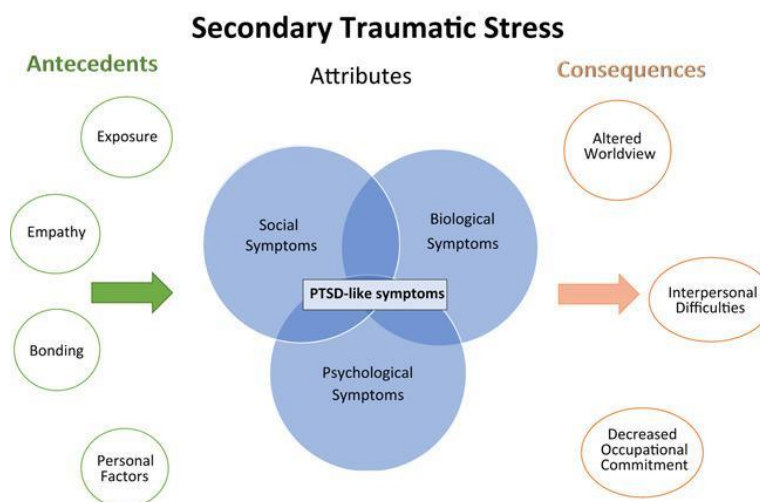 Secondary Traumatic Stress
Antecedents
Attributes
Consequences
Exposure
Empathy
Bonding
Personal
Factors
Social
Symptoms
Biological
Symptoms
PTSD-like symptoms
Psychological
Symptoms
Altered
Worldview
Interpersonal
Difficulties
Decreased
Occupational
Commitment